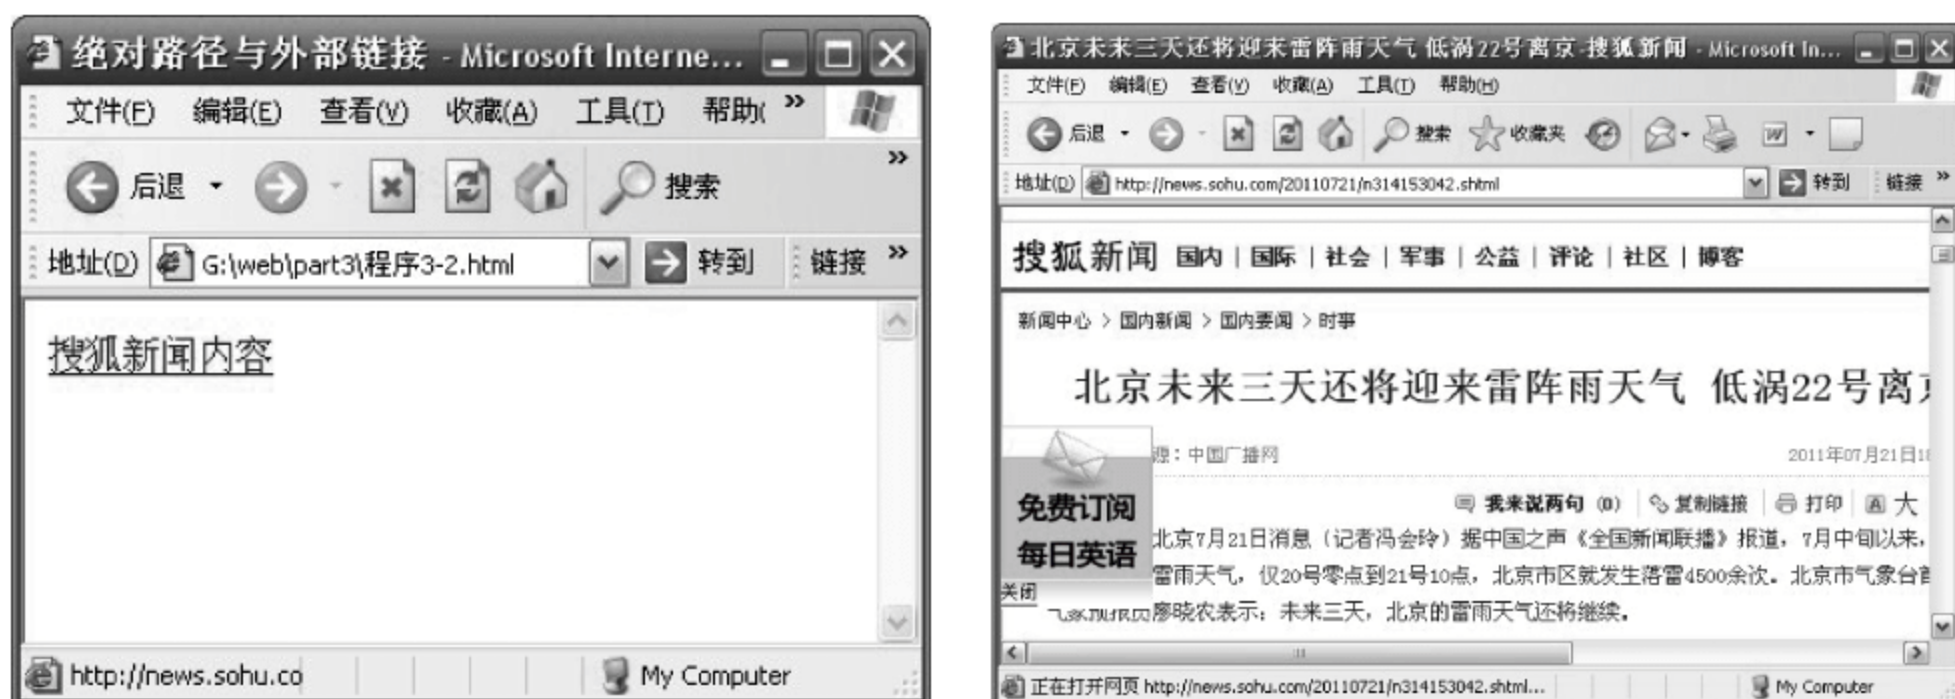 绝对路径与外部链接 - Microsoft Interne...
文件(F) 编辑(E) 查看(V) 收藏(A) 工具(T) 帮助( »
后退 搜索 »
地址(D) G:\web\part3\程序3-2.html 转到 链接 »
搜狐新闻内容
http://news.sohu.co My Computer
北京未来三天还将迎来雷阵雨天气 低涡22号离京-搜狐新闻 - Microsoft In...
文件(F) 编辑(E) 查看(V) 收藏(A) 工具(T) 帮助(H)
后退 搜索 收藏夹 W
地址(D) http://news.sohu.com/20110721/n314153042.shtml 转到 链接 »
搜狐新闻 国内 | 国际 | 社会 | 军事 | 公益 | 评论 | 社区 | 博客
新闻中心 > 国内新闻 > 国内要闻 > 时事
北京未来三天还将迎来雷阵雨天气 低涡22号离
源：中国广播网 2011年07月21日
免费订阅
每日英语
关闭
我来说两句 (0) 复制链接 打印 A 大
北京7月21日消息（记者冯会玲）据中国之声《全国新闻联播》报道，7月中旬以来，
雷雨天气，仅20号零点到21号10点，北京市区就发生落雷4500余次。北京市气象台首
廖晓农表示：未来三天，北京的雷雨天气还将继续。
正在打开网页 http://news.sohu.com/20110721/n314153042.shtml... My Computer